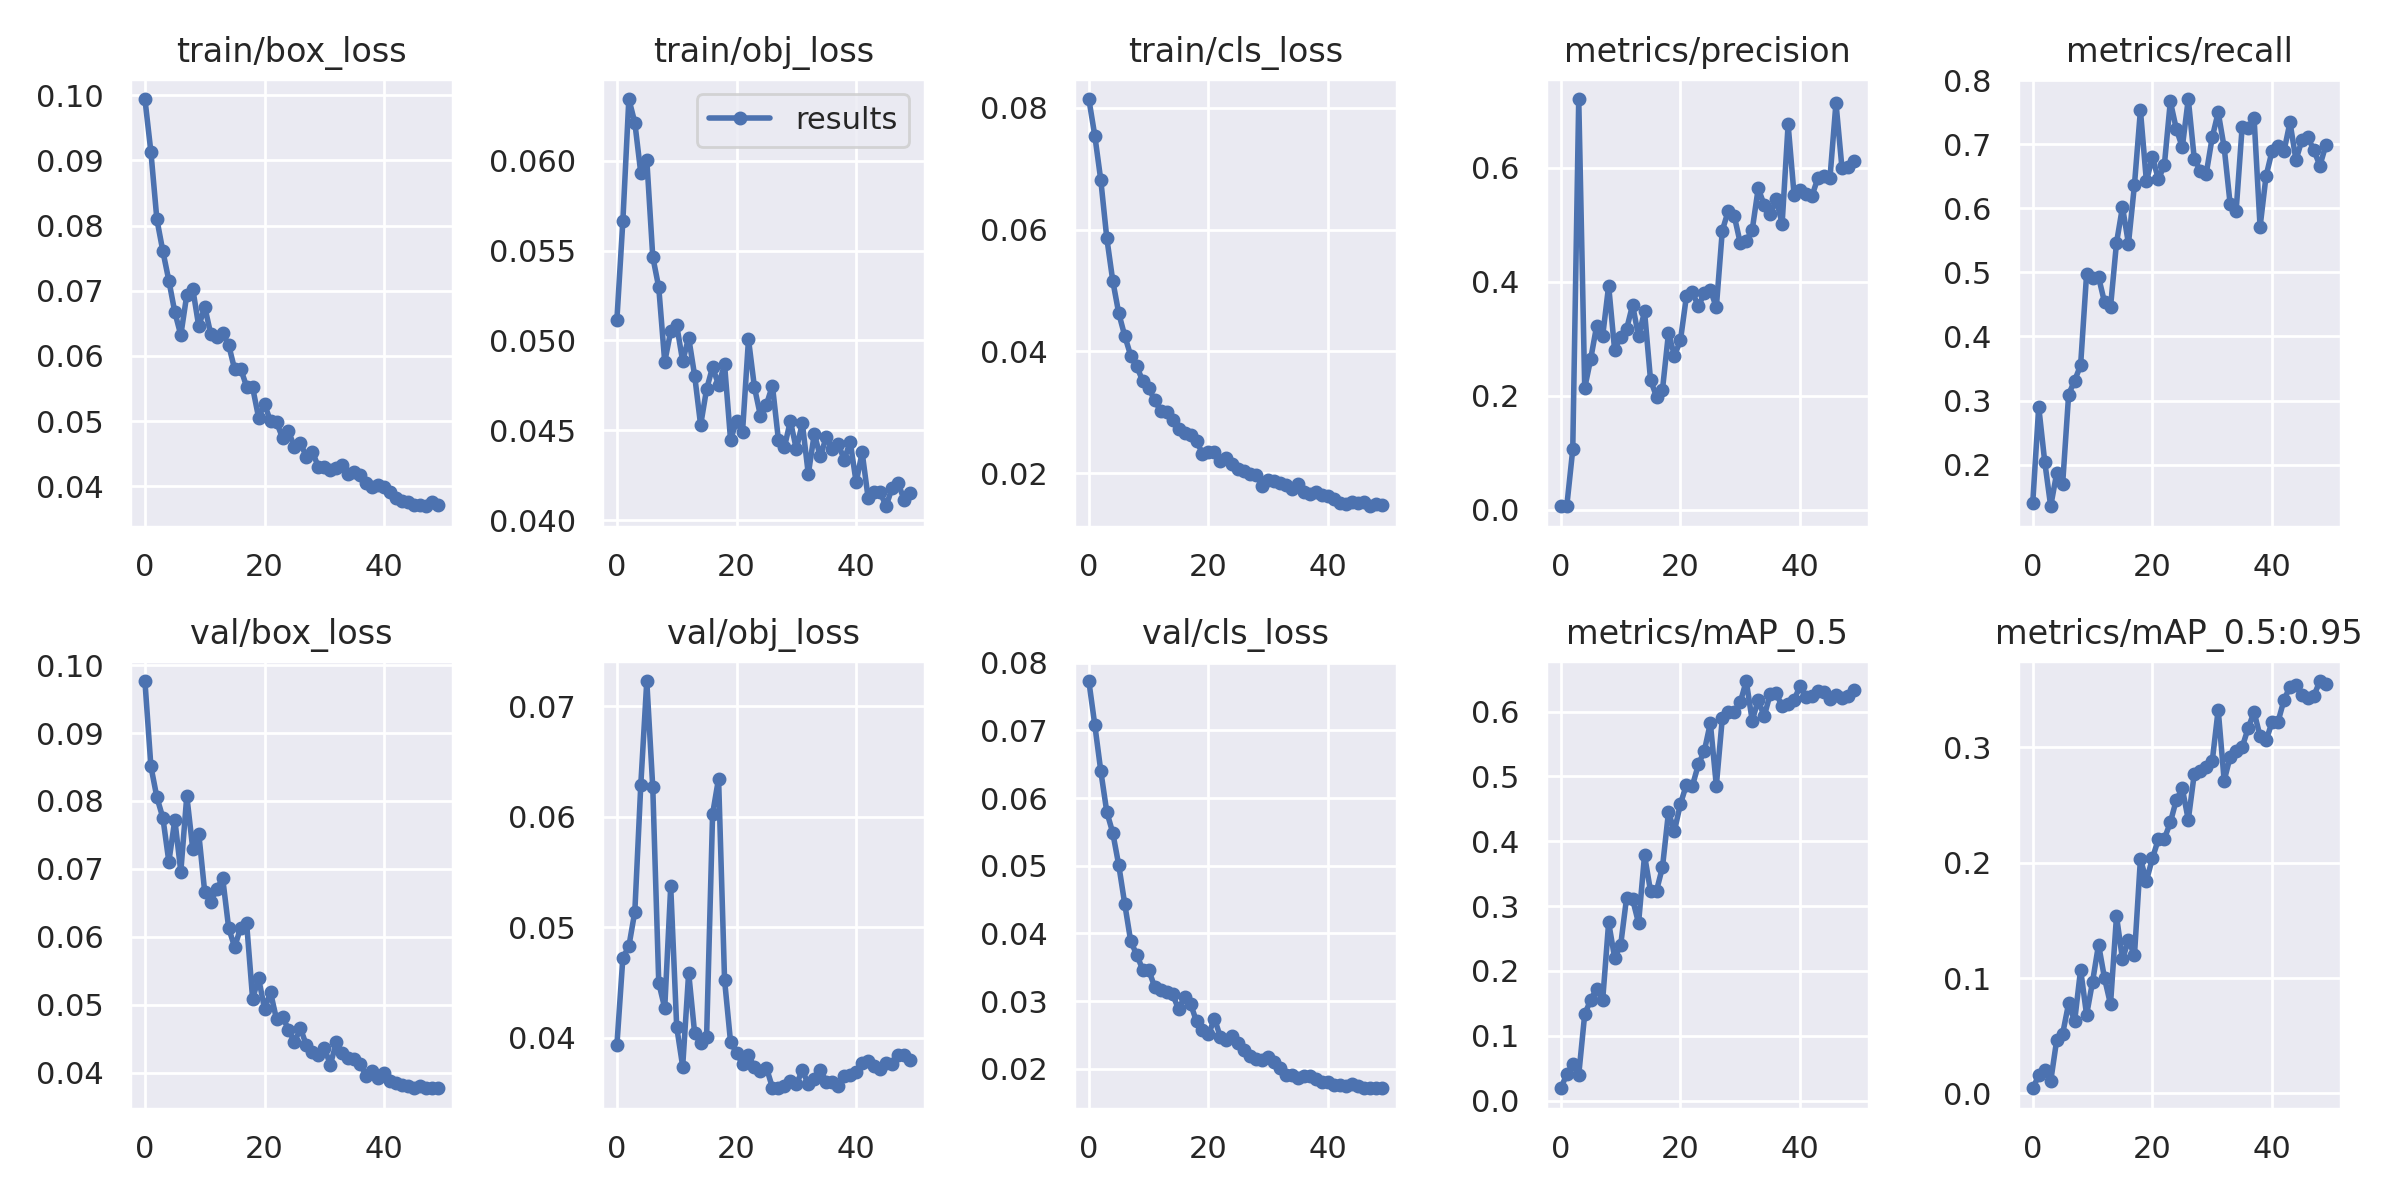 train/box_loss
0.10
0.09
0.08
0.07
0.06
0.05
0.04
0 20 40
train/obj_loss
results
0.060
0.055
0.050
0.045
0.040
0 20 40
train/cls_loss
0.08
0.06
0.04
0.02
0 20 40
metrics/precision
0.6
0.4
0.2
0.0
0 20 40
metrics/recall
0.8
0.7
0.6
0.5
0.4
0.3
0.2
0 20 40
val/box_loss
0.10
0.09
0.08
0.07
0.06
0.05
0.04
0 20 40
val/obj_loss
0.07
0.06
0.05
0.04
0 20 40
val/cls_loss
0.08
0.07
0.06
0.05
0.04
0.03
0.02
0 20 40
metrics/mAP_0.5
0.6
0.5
0.4
0.3
0.2
0.1
0.0
0 20 40
metrics/mAP_0.5:0.95
0.3
0.2
0.1
0.0
0 20 40